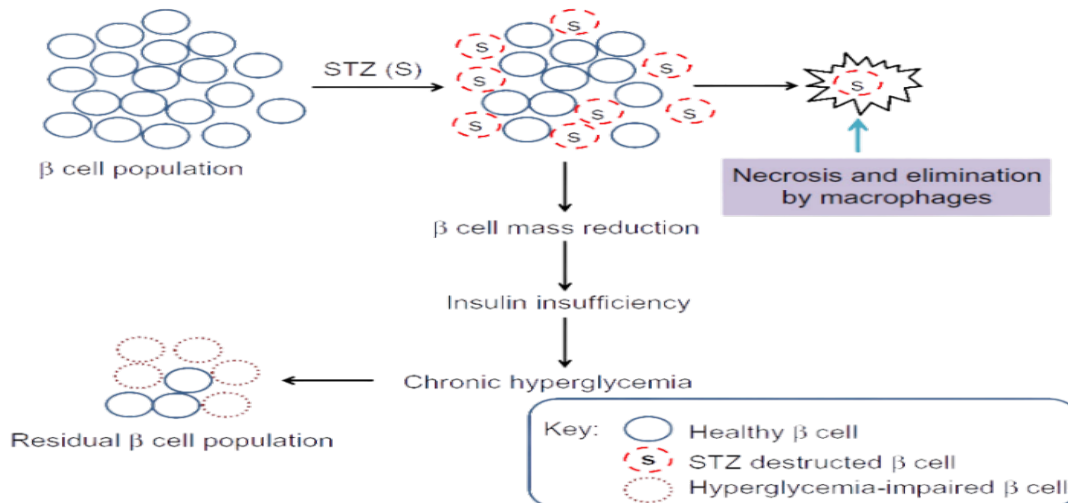 STZ (S)
S
S
S
S
S
S
S
S
S
β cell population
Necrosis and elimination
by macrophages
β cell mass reduction
Insulin insufficiency
Chronic hyperglycemia
Residual β cell population
Key:
Healthy β cell
S
STZ destructed β cell
Hyperglycemia-impaired β cell